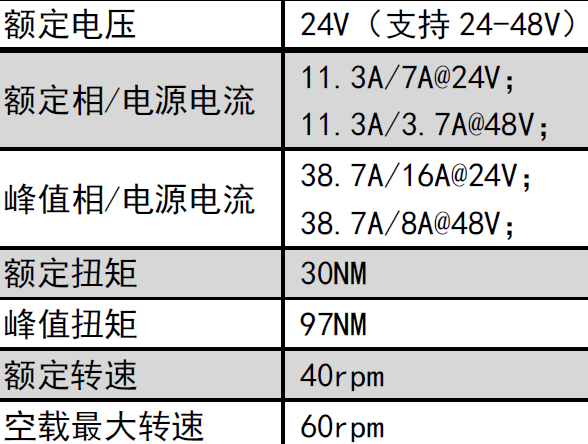 额定电压 24V（支持 24-48V）
额定相/电源电流 11.3A/7A@24V；
11.3A/3.7A@48V；
峰值相/电源电流 38.7A/16A@24V；
38.7A/8A@48V；
额定扭矩 30NM
峰值扭矩 97NM
额定转速 40rpm
空载最大转速 60rpm